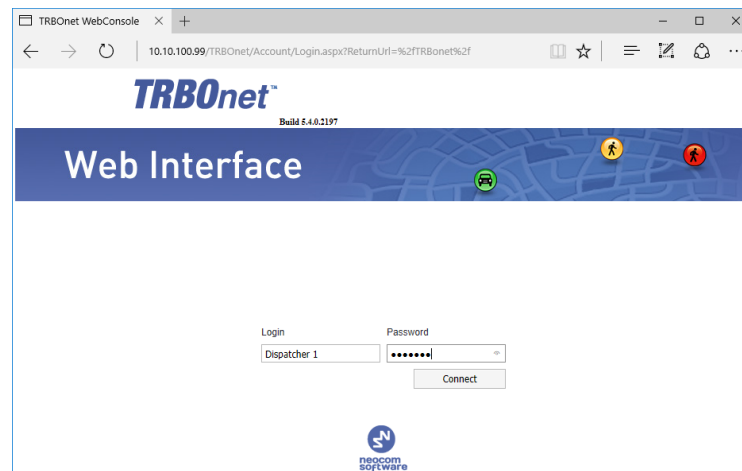 TRBOnet WebConsole
10.10.100.99/TRBOnet/Account/Login.aspx?ReturnUrl=%2fTRBonet%2f
TRBOnet™
Build 5.4.0.2197
Web Interface
Login Password
Dispatcher 1 •••••••
Connect
neocom
software